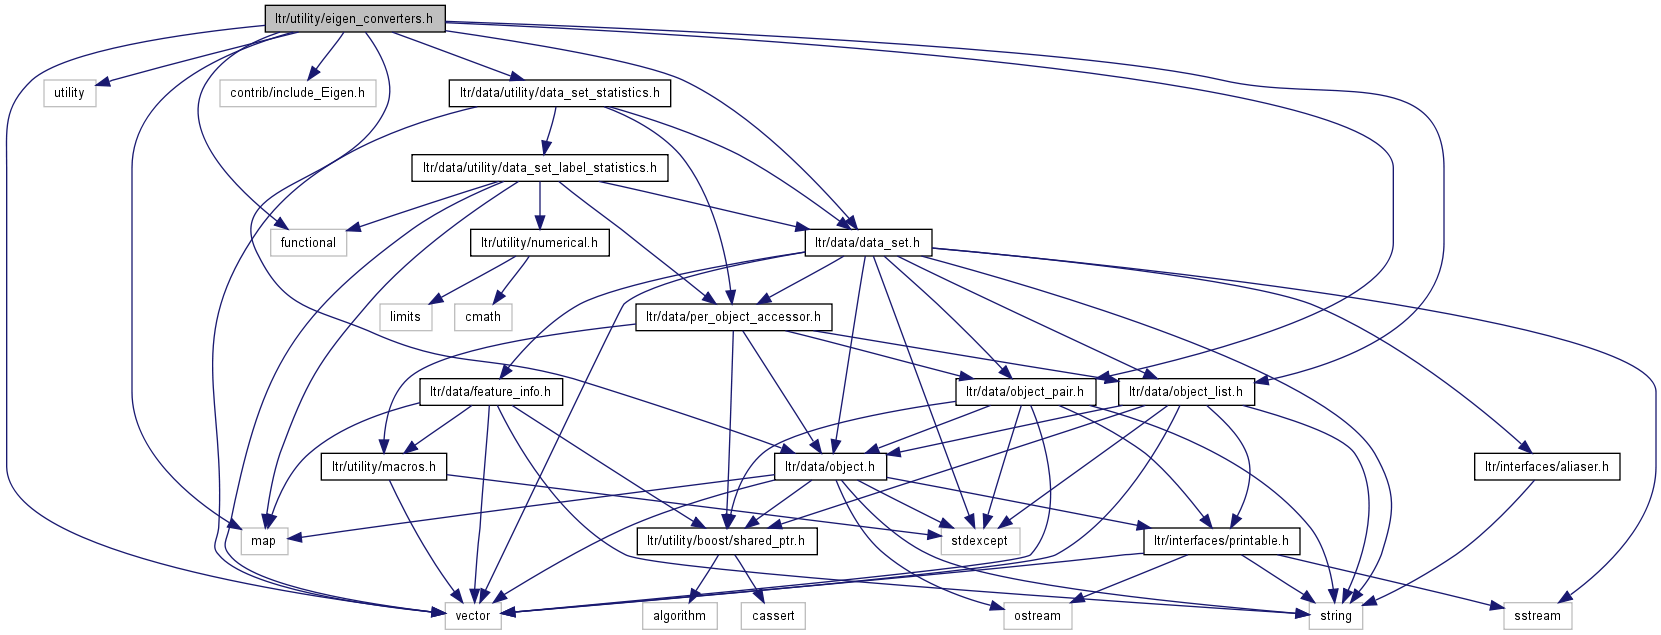 ltr/utility/eigen_converters.h
utility
contrib/include_Eigen.h
ltr/data/utility/data_set_statistics.h
ltr/data/utility/data_set_label_statistics.h
functional
ltr/utility/numerical.h
ltr/data/data_set.h
limits
cmath
ltr/data/per_object_accessor.h
ltr/data/feature_info.h
ltr/data/object_pair.h
ltr/data/object_list.h
ltr/utility/macros.h
ltr/data/object.h
ltr/interfaces/aliaser.h
map
ltr/utility/boost/shared_ptr.h
stdexcept
ltr/interfaces/printable.h
vector
algorithm
cassert
ostream
string
sstream